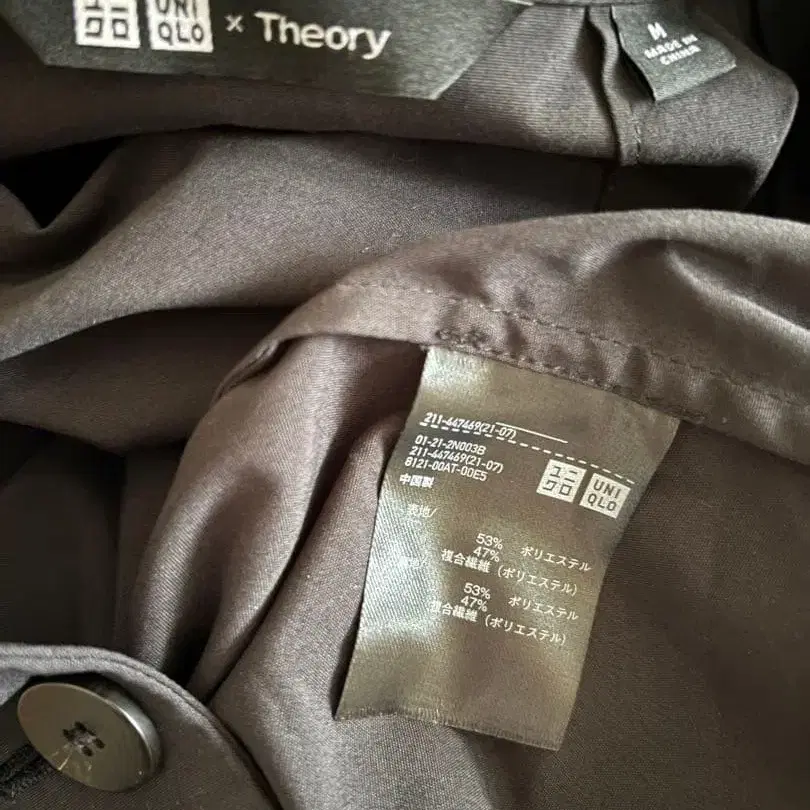 ユニ
クロ
UNI
QLO
× Theory
M
MADE IN
CHINA
211-447469(21-07)
01-21-2N003B
211-447469(21-07)
8121-00AT-00E5
中国製
ユニ
クロ
UNI
QLO
表地/
53% ポリエステル
47%
複合繊維 (ポリエステル)
53% ポリエステル
47%
複合繊維 (ポリエステル)